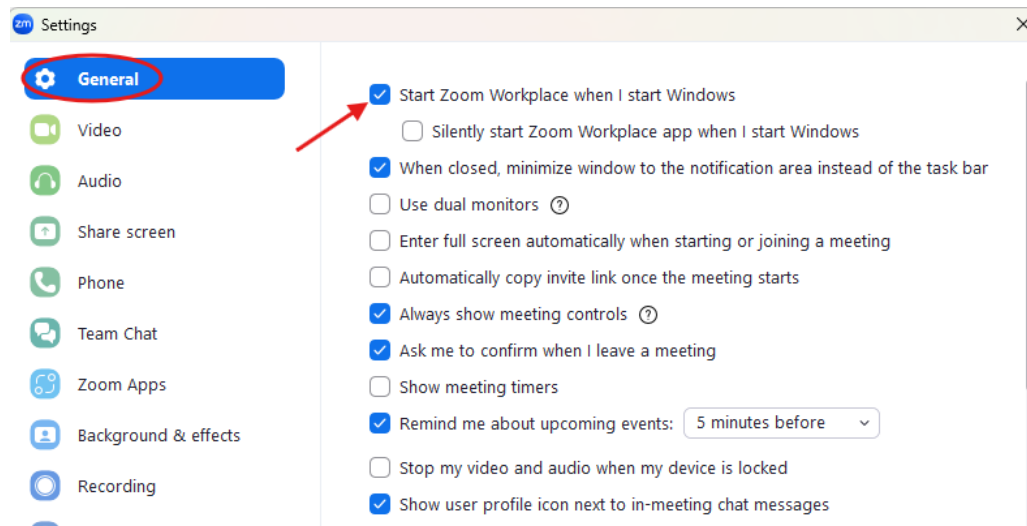 zm Settings
General
Video
Audio
Share screen
Phone
Team Chat
Zoom Apps
Background & effects
Recording
Start Zoom Workplace when I start Windows
Silently start Zoom Workplace app when I start Windows
When closed, minimize window to the notification area instead of the task bar
Use dual monitors ?
Enter full screen automatically when starting or joining a meeting
Automatically copy invite link once the meeting starts
Always show meeting controls ?
Ask me to confirm when I leave a meeting
Show meeting timers
Remind me about upcoming events: 5 minutes before
Stop my video and audio when my device is locked
Show user profile icon next to in-meeting chat messages